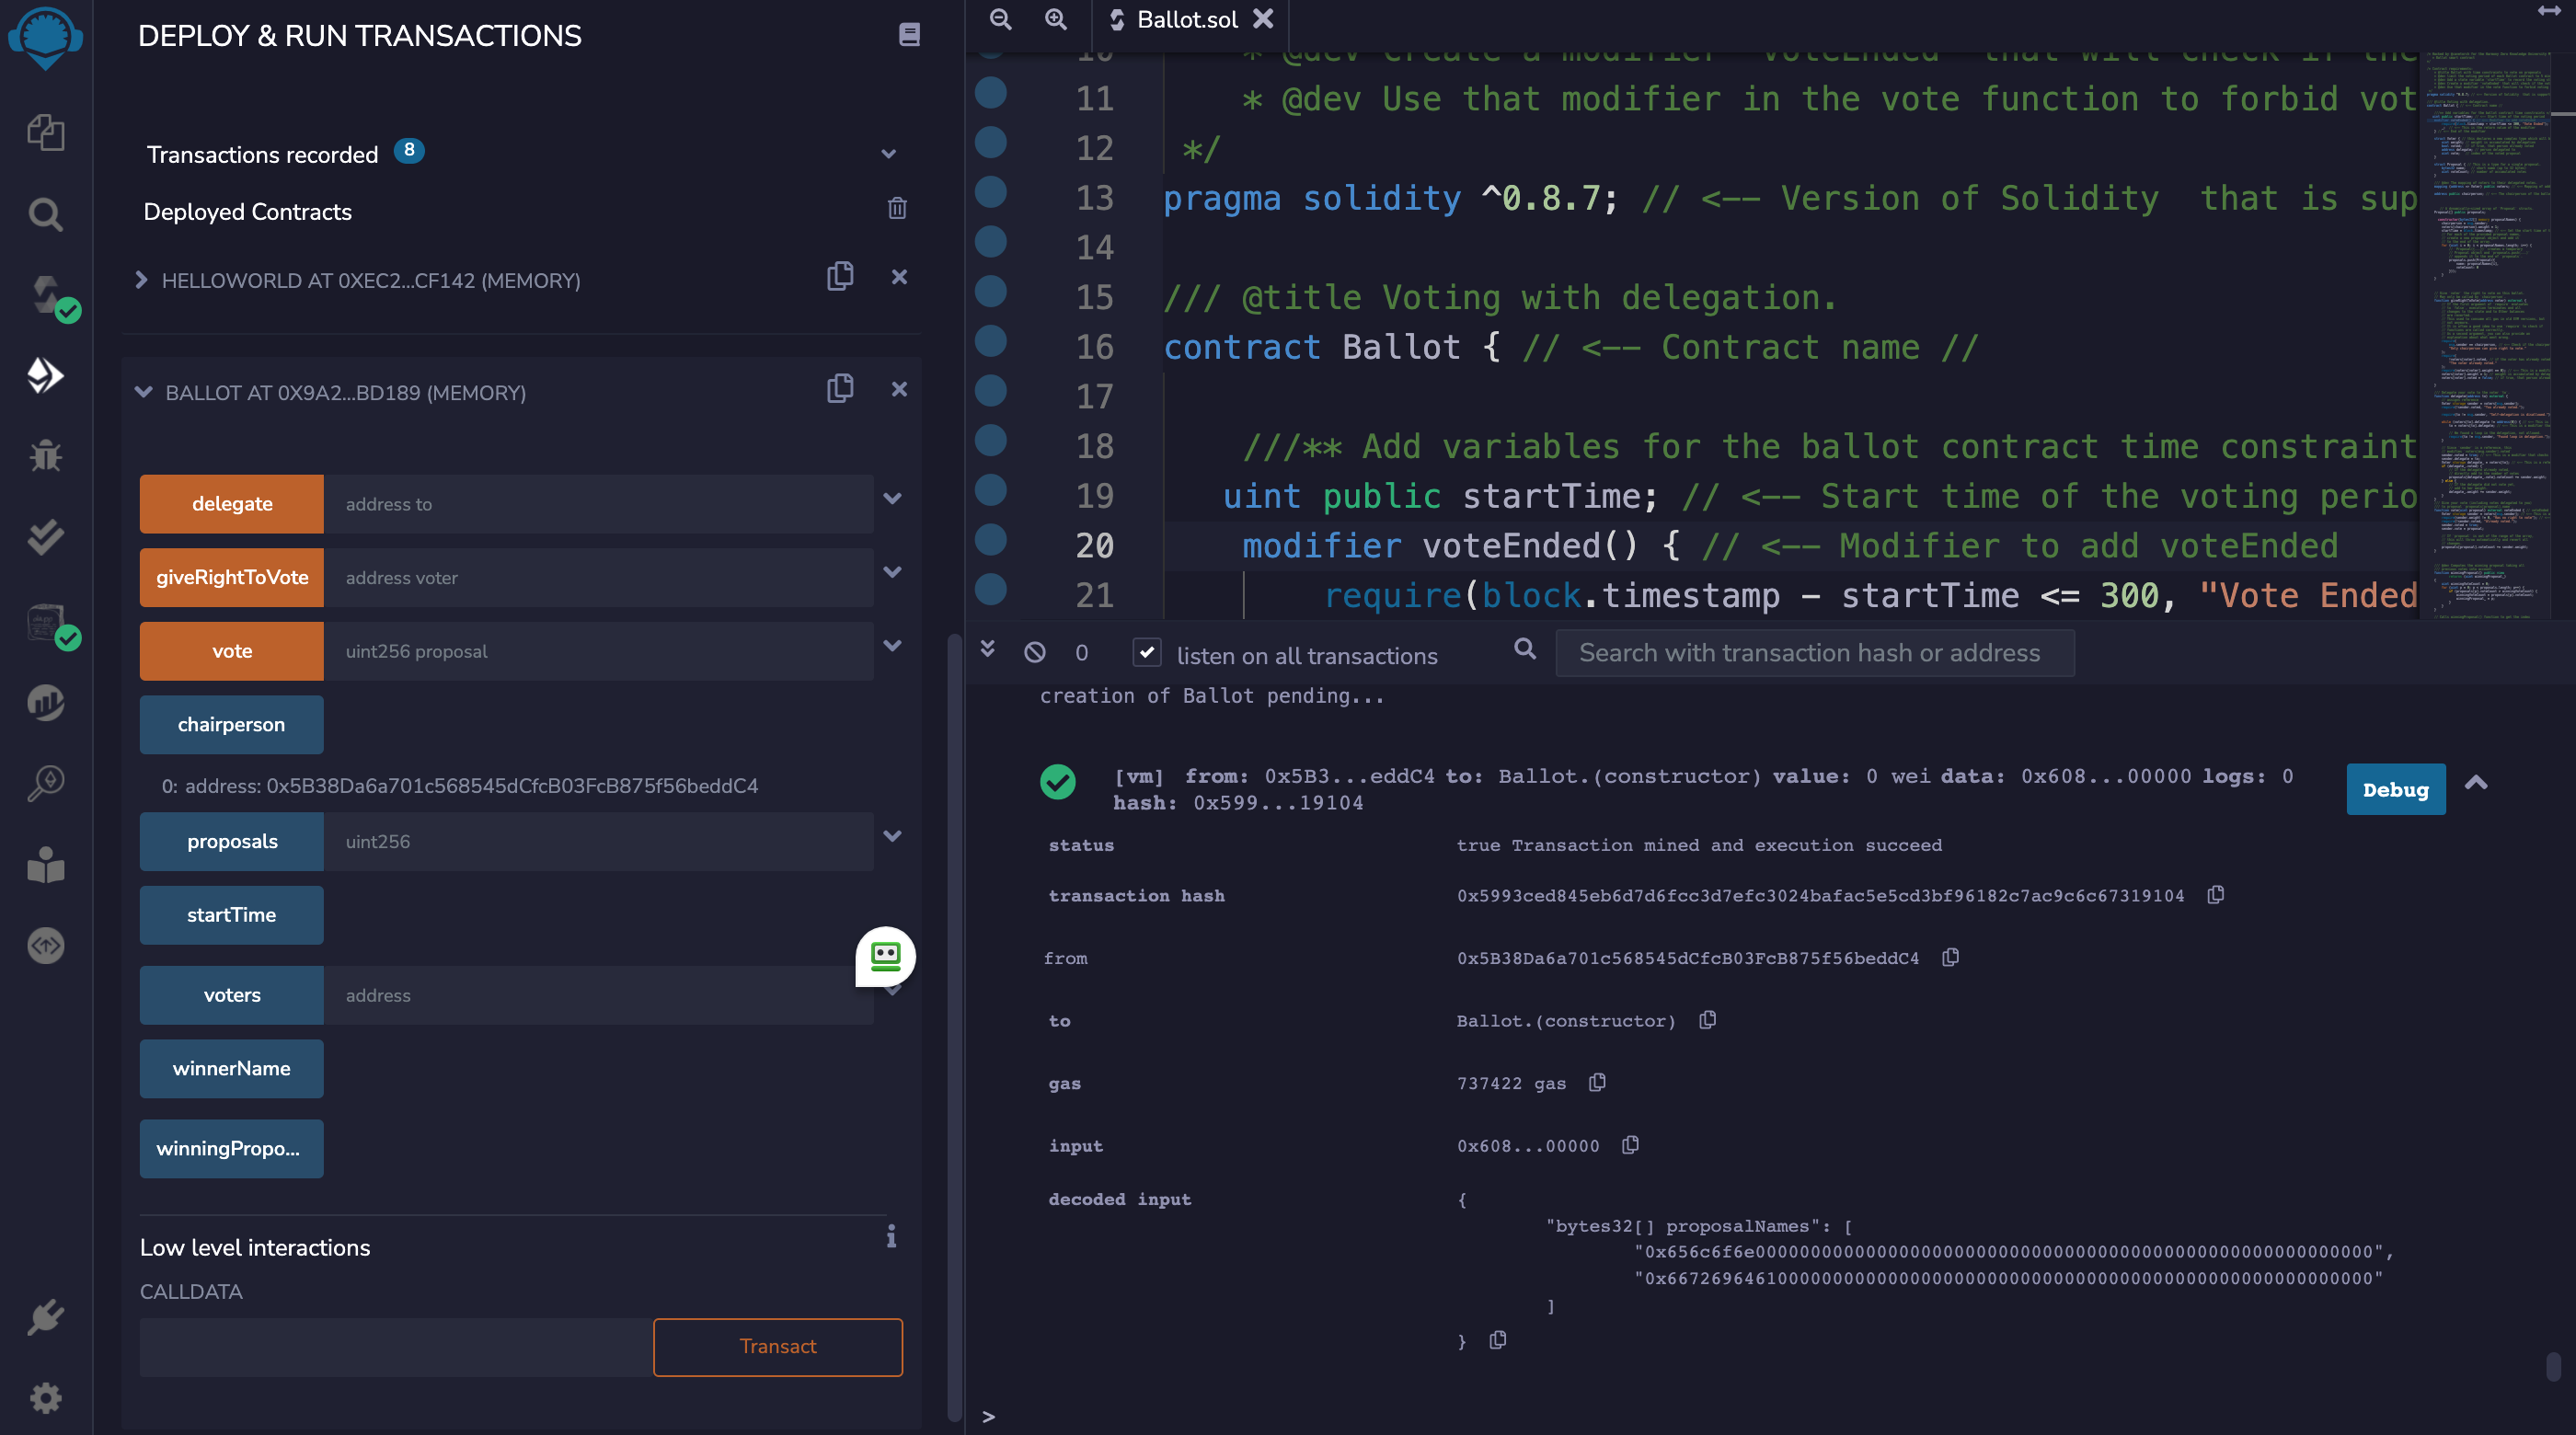 DEPLOY & RUN TRANSACTIONS
Transactions recorded 8
Deployed Contracts
HELLOWORLD AT 0XEC2...CF142 (MEMORY)
BALLOT AT 0X9A2...BD189 (MEMORY)
delegate address to
giveRightToVote address voter
vote uint256 proposal
chairperson
0: address: 0x5B38Da6a701c568545dCfcB03FcB875f56beddC4
proposals uint256
startTime
voters address
winnerName
winningPropo...
Low level interactions
i
CALLDATA
Transact
Ballot.sol
10 * @dev Create a modifier voteEnded that will check if the
11 * @dev Use that modifier in the vote function to forbid vot
12 */
13 pragma solidity ^0.8.7; // <-- Version of Solidity that is sup
14
15 /// @title Voting with delegation.
16 contract Ballot { // <-- Contract name //
17
18 ///** Add variables for the ballot contract time constraint
19 uint public startTime; // <-- Start time of the voting perio
20 modifier voteEnded() { // <-- Modifier to add voteEnded
21 require(block.timestamp - startTime <= 300, "Vote Ended
0 listen on all transactions Search with transaction hash or address
creation of Ballot pending...
[vm] from: 0x5B3...eddC4 to: Ballot.(constructor) value: 0 wei data: 0x608...00000 logs: 0
hash: 0x599...19104
Debug
status true Transaction mined and execution succeed
transaction hash 0x5993ced845eb6d7d6fcc3d7efc3024bafac5e5cd3bf96182c7ac9c6c67319104
from 0x5B38Da6a701c568545dCfcB03FcB875f56beddC4
to Ballot.(constructor)
gas 737422 gas
input 0x608...00000
decoded input {
"bytes32[] proposalNames": [
"0x656c6f6e00000000000000000000000000000000000000000000000000000000",
"0x6672696461000000000000000000000000000000000000000000000000000000"
]
}
>